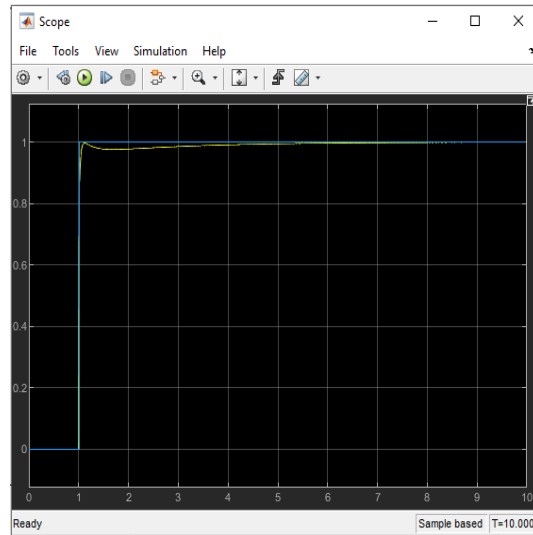 Scope
File Tools View Simulation Help
1
0.8
0.6
0.4
0.2
0
0 1 2 3 4 5 6 7 8 9 10
Ready Sample based T=10.000